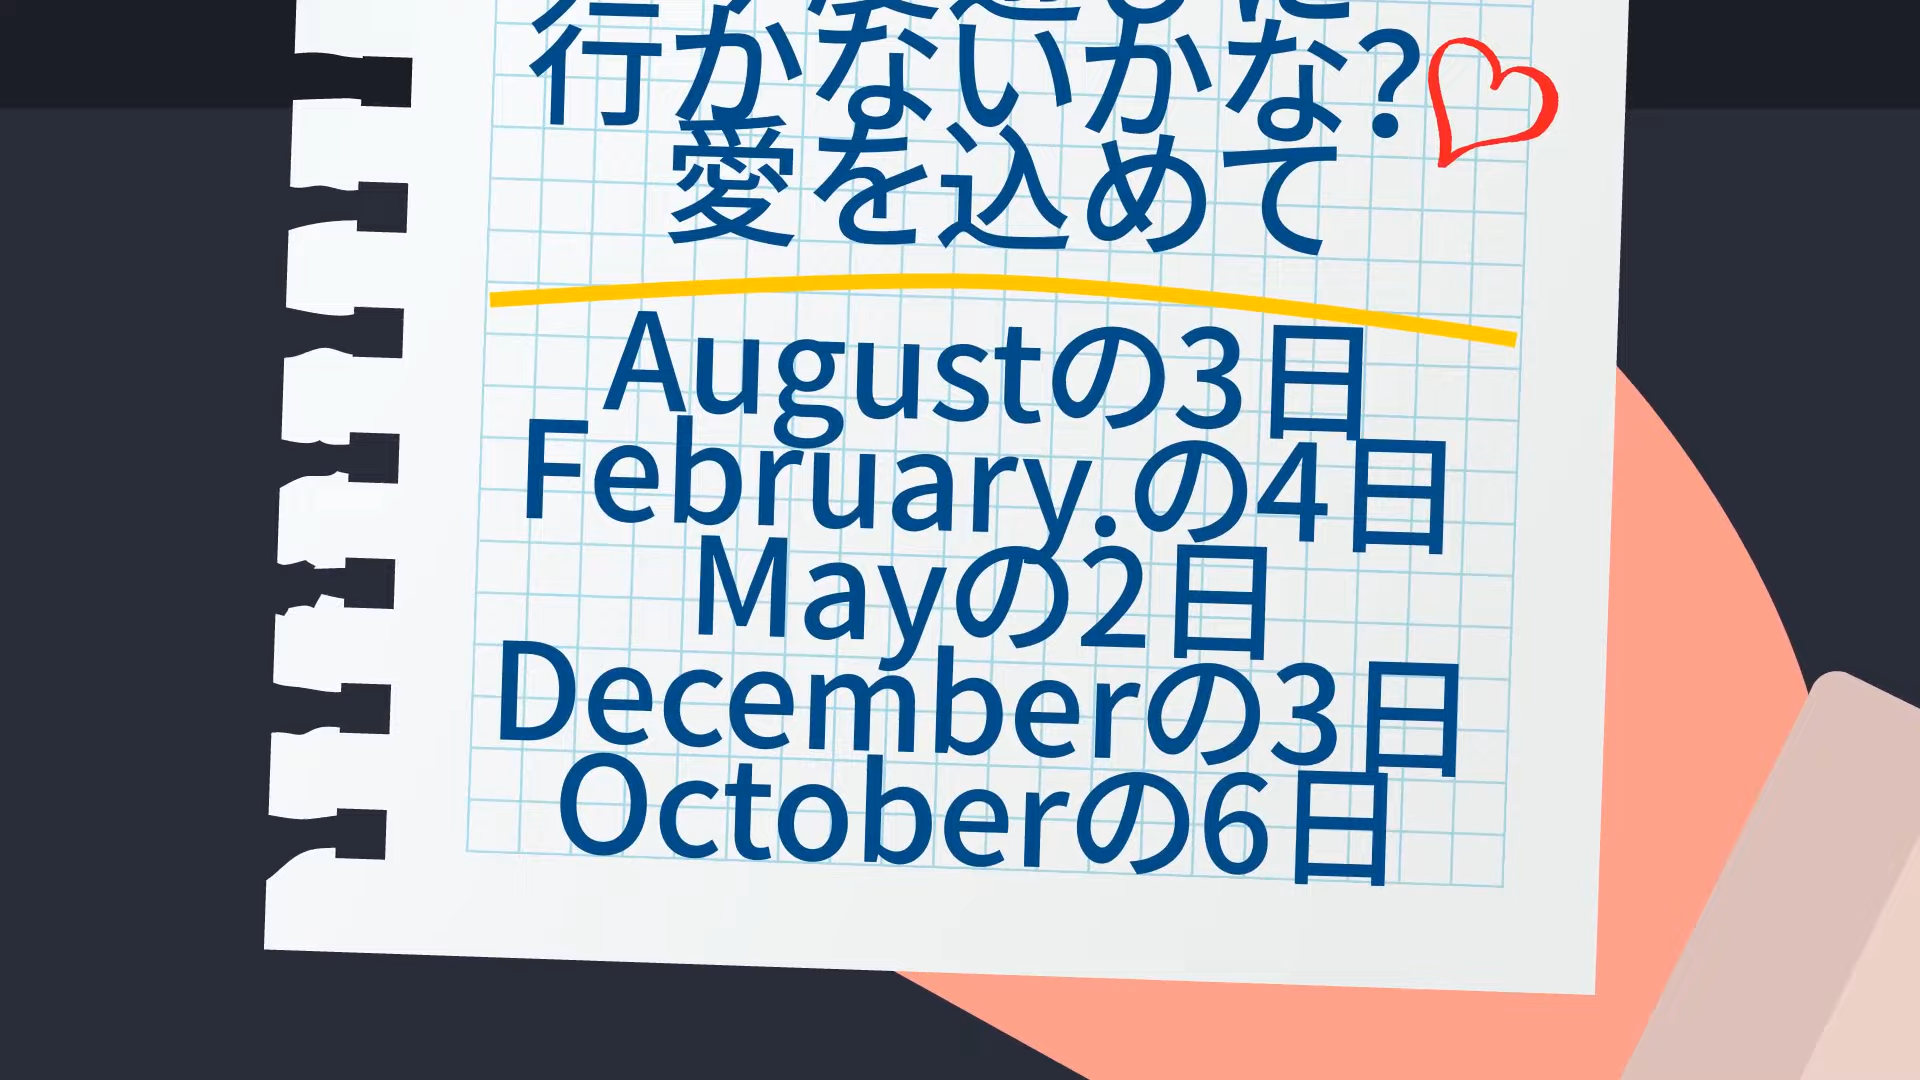 行かないかな?
愛を込めて
Augustの3日
February.の4日
Mayの2日
Decemberの3日
Octoberの6日